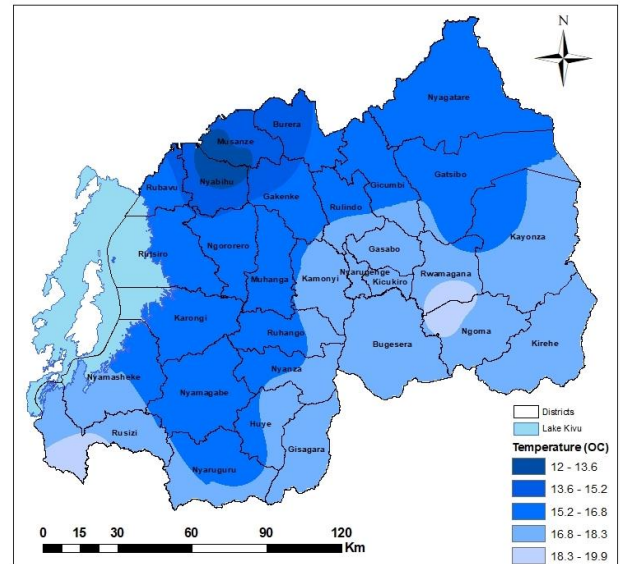 N
Nyagatare
Burera
Musanze
Nyabihu
Rubavu
Gakenke
Rulindo
Gicumbi
Gatsibo
Kayonza
Rutsiro
Ngororero
Gasabo
Muhanga
Kamonyi
Nyarugenge
Rwamagana
Kicukiro
Karongi
Ruhango
Bugesera
Ngoma
Kirehe
Nyamasheke
Nyanza
Nyamagabe
Huye
Rusizi
Gisagara
Nyaruguru
Districts
Lake Kivu
Temperature (OC)
12 - 13.6
13.6 - 15.2
15.2 - 16.8
16.8 - 18.3
18.3 - 19.9
0 15 30 60 90 120
Km